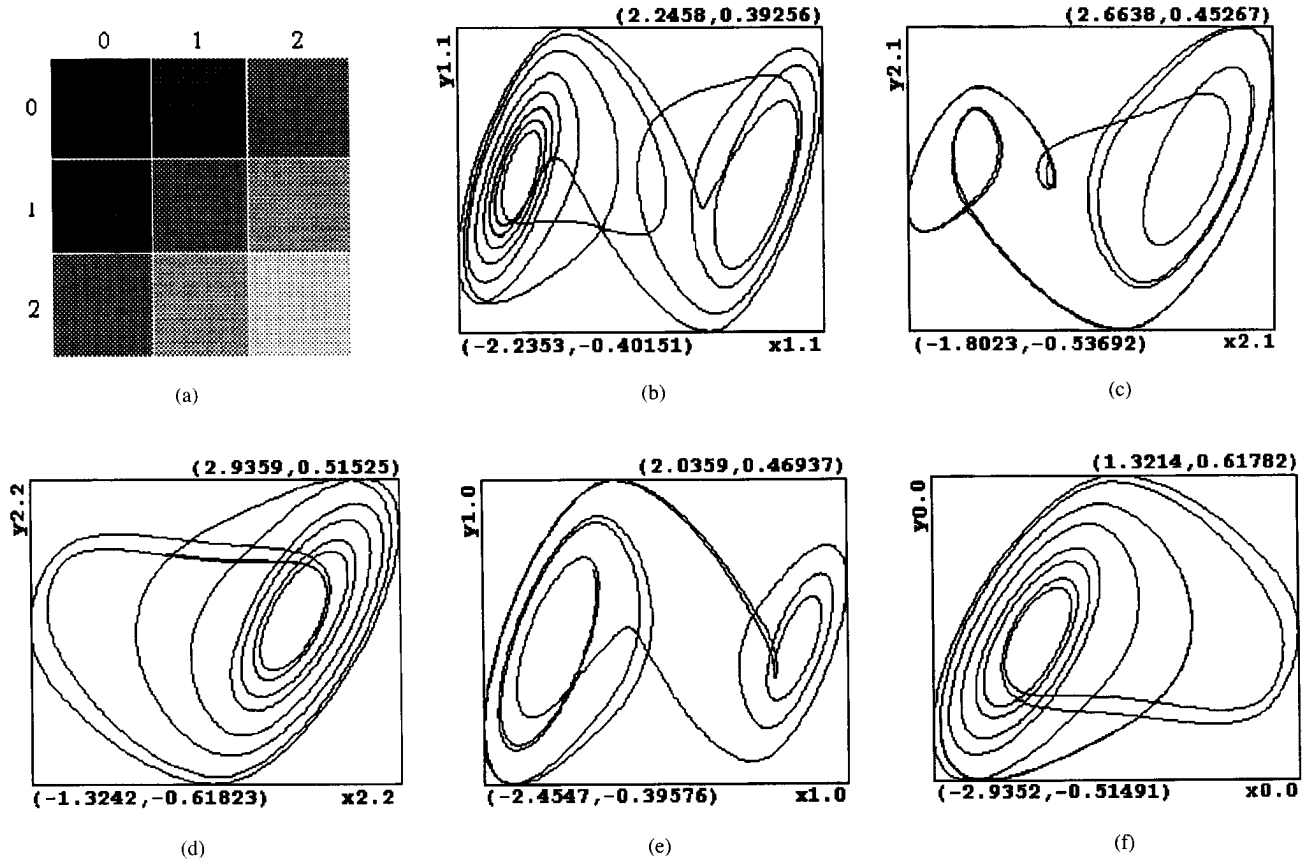 0 1 2
0
1
2
(a)
(2.2458,0.39256)
y1.1
(-2.2353,-0.40151) x1.1
(b)
(2.6638,0.45267)
y2.1
(-1.8023,-0.53692) x2.1
(c)
(2.9359,0.51525)
y2.2
(-1.3242,-0.61823) x2.2
(d)
(2.0359,0.46937)
y1.0
(-2.4547,-0.39576) x1.0
(e)
(1.3214,0.61782)
y0.0
(-2.9352,-0.51491) x0.0
(f)